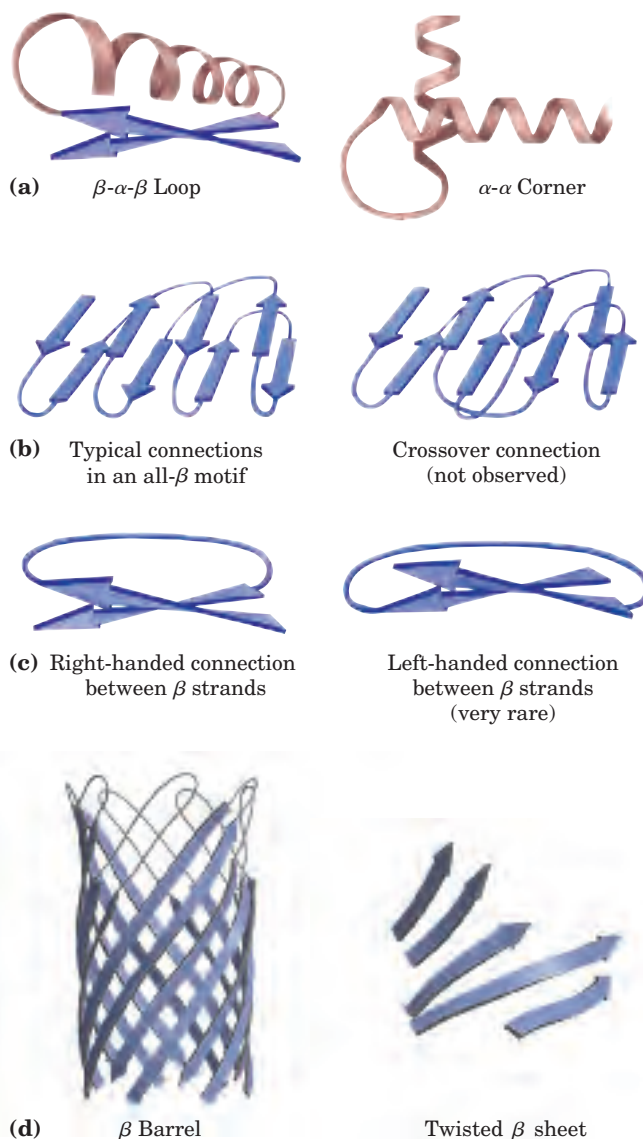 (a) β-α-β Loop
α-α Corner
(b) Typical connections
in an all-β motif
Crossover connection
(not observed)
(c) Right-handed connection
between β strands
Left-handed connection
between β strands
(very rare)
(d) β Barrel
Twisted β sheet